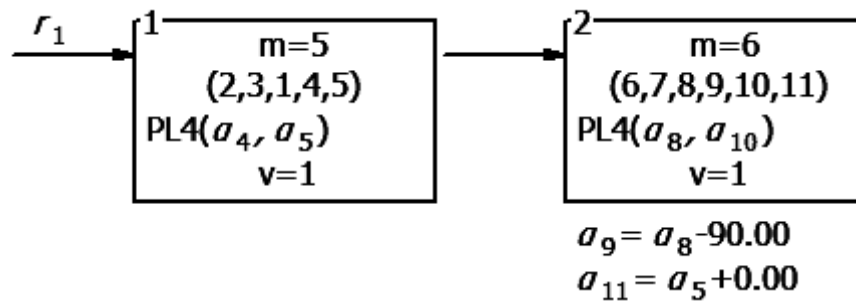 r₁
1
m=5
(2,3,1,4,5)
PL4(a₄, a₅)
v=1
2
m=6
(6,7,8,9,10,11)
PL4(a₈, a₁₀)
v=1
a₉= a₈-90.00
a₁₁= a₅+0.00